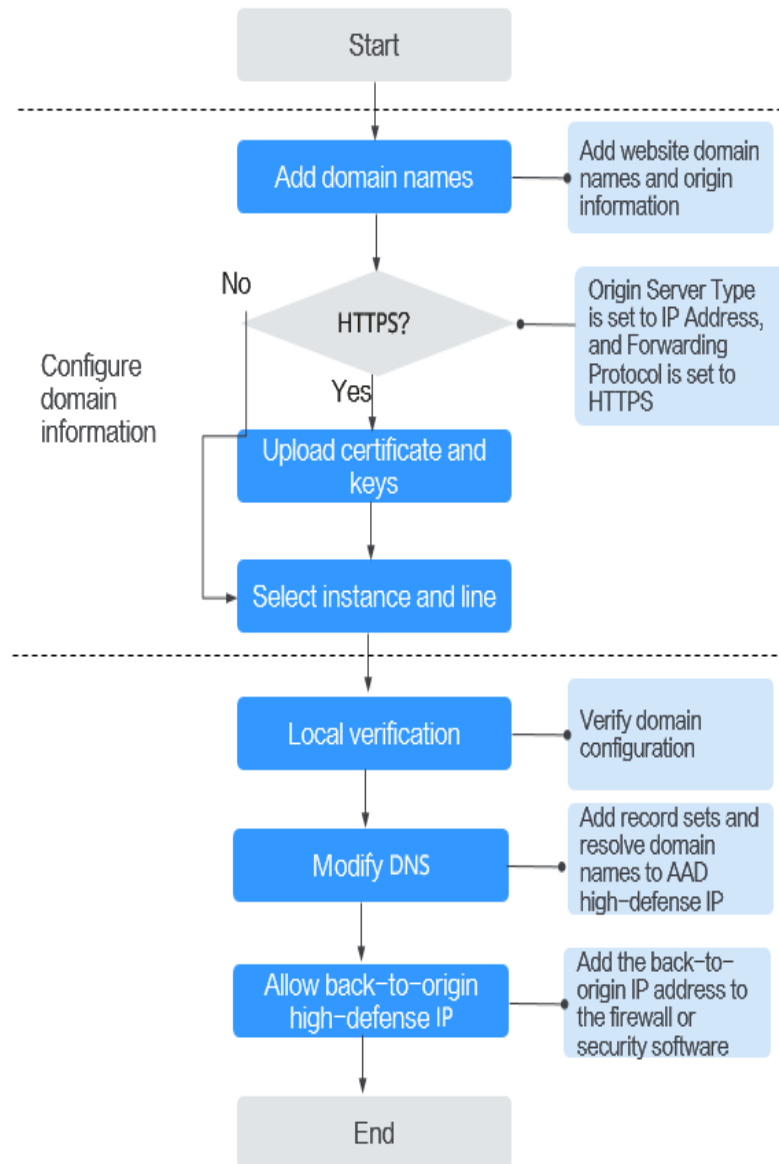 Start
Add domain names
Add website domain
names and origin
information
No
HTTPS?
Origin Server Type
is set to IP Address,
and Forwarding
Protocol is set to
HTTPS
Configure
domain
information
Yes
Upload certificate and
keys
Select instance and line
Local verification
Verify domain
configuration
Modify DNS
Add record sets and
resolve domain
names to AAD
high-defense IP
Allow back-to-origin
high-defense IP
Add the back-to-
origin IP address to
the firewall or
security software
End